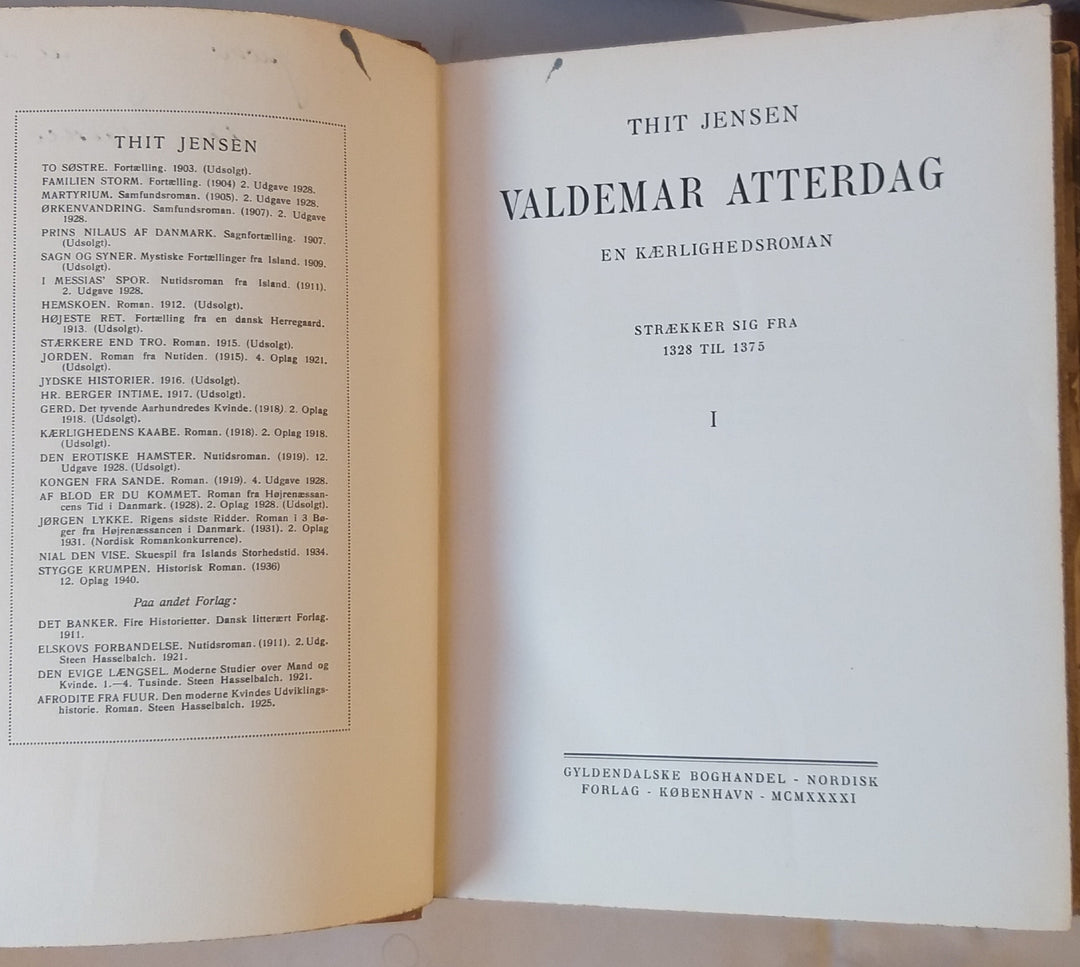 THIT JENSEN
TO SØSTRE. Fortælling. 1903. (Udsolgt).
FAMILIEN STORM. Fortælling. (1904) 2. Udgave 1928.
MARTYRIUM. Samfundsroman. (1905). 2. Udgave 1928.
ØRKENVANDRING. Samfundsroman. (1907). 2. Udgave
1928.
PRINS NILAUS AF DANMARK. Sagnfortælling. 1907.
(Udsolgt).
SAGN OG SYNER. Mystiske Fortællinger fra Island. 1909.
(Udsolgt).
I MESSIAS' SPOR. Nutidsroman fra Island. (1911).
2. Udgave 1928.
HEMSKOEN. Roman. 1912. (Udsolgt).
HØJESTE RET. Fortælling fra en dansk Herregaard.
1913. (Udsolgt).
STÆRKERE END TRO. Roman. 1915. (Udsolgt).
JORDEN. Roman fra Nutiden. (1915). 4. Oplag 1921.
(Udsolgt).
JYDSKE HISTORIER. 1916. (Udsolgt).
HR. BERGER INTIME. 1917. (Udsolgt).
GERD. Det tyvende Aarhundredes Kvinde. (1918). 2. Oplag
1918. (Udsolgt).
KÆRLIGHEDENS KAABE. Roman. (1918). 2. Oplag 1918.
(Udsolgt).
DEN EROTISKE HAMSTER. Nutidsroman. (1919). 12.
Udgave 1928. (Udsolgt).
KONGEN FRA SANDE. Roman. (1919). 4. Udgave 1928.
AF BLOD ER DU KOMMET. Roman fra Højrenæssan-
cens Tid i Danmark. (1928). 2. Oplag 1928. (Udsolgt).
JØRGEN LYKKE. Rigens sidste Ridder. Roman i 3 Bø-
ger fra Højrenæssancen i Danmark. (1931). 2. Oplag
1931. (Nordisk Romankonkurrence).
NIAL DEN VISE. Skuespil fra Islands Storhedstid. 1934.
STYGGE KRUMPEN. Historisk Roman. (1936)
12. Oplag 1940.
Paa andet Forlag:
DET BANKER. Fire Historietter. Dansk litterært Forlag.
1911.
ELSKOVS FORBANDELSE. Nutidsroman. (1911). 2. Udg.
Steen Hasselbalch. 1921.
DEN EVIGE LÆNGSEL. Moderne Studier over Mand og
Kvinde. 1.—4. Tusinde. Steen Hasselbalch. 1921.
AFRODITE FRA FUUR. Den moderne Kvindes Udviklings-
historie. Roman. Steen Hasselbalch. 1925.
THIT JENSEN
VALDEMAR ATTERDAG
EN KÆRLIGHEDSROMAN
STRÆKKER SIG FRA
1328 TIL 1375
I
GYLDENDALSKE BOGHANDEL - NORDISK
FORLAG - KØBENHAVN - MCMXXXXI